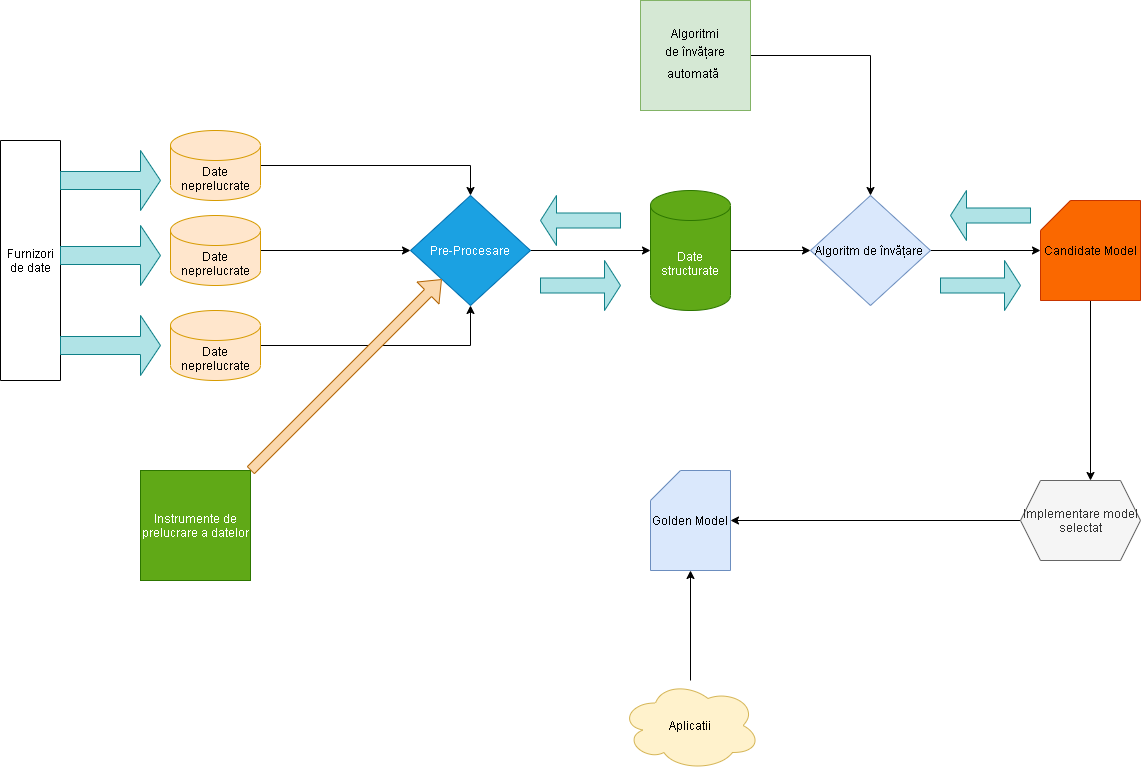 Algoritmi
de învățare
automată
Furnizori
de date
Date
neprelucrate
Date
neprelucrate
Date
neprelucrate
Pre-Procesare
Date
structurate
Algoritm de învățare
Candidate Model
Instrumente de
prelucrare a datelor
Golden Model
Implementare model
selectat
Aplicatii